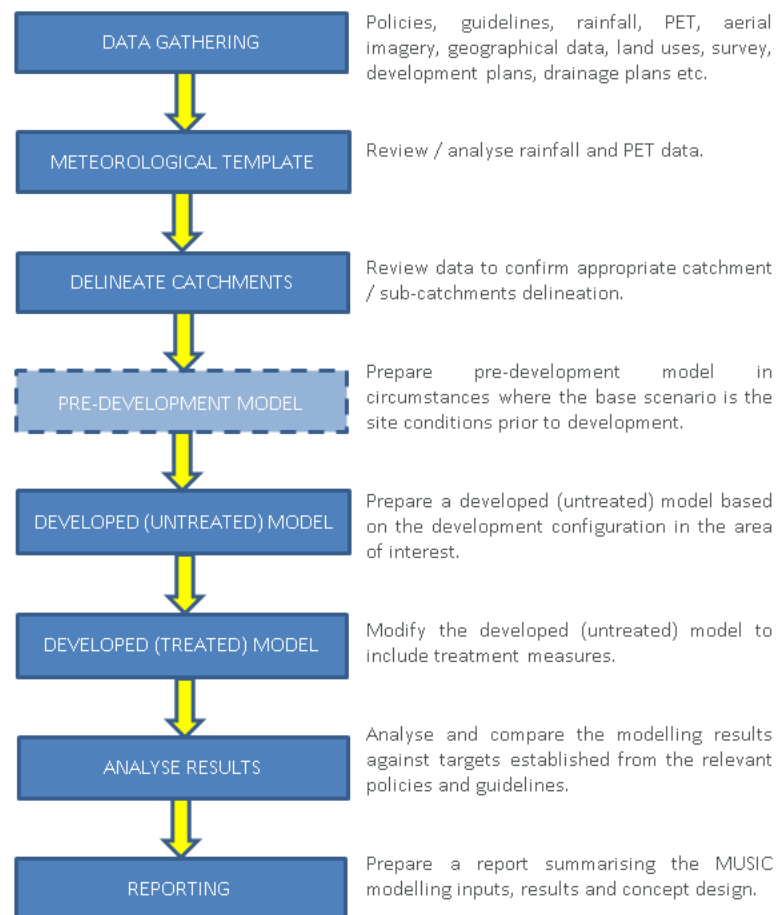 DATA GATHERING
Policies, guidelines, rainfall, PET, aerial
imagery, geographical data, land uses, survey,
development plans, drainage plans etc.
METEOROLOGICAL TEMPLATE
Review / analyse rainfall and PET data.
DELINEATE CATCHMENTS
Review data to confirm appropriate catchment
/ sub-catchments delineation.
PRE-DEVELOPMENT MODEL
Prepare pre-development model in
circumstances where the base scenario is the
site conditions prior to development.
DEVELOPED (UNTREATED) MODEL
Prepare a developed (untreated) model based
on the development configuration in the area
of interest.
DEVELOPED (TREATED) MODEL
Modify the developed (untreated) model to
include treatment measures.
ANALYSE RESULTS
Analyse and compare the modelling results
against targets established from the relevant
policies and guidelines.
REPORTING
Prepare a report summarising the MUSIC
modelling inputs, results and concept design.